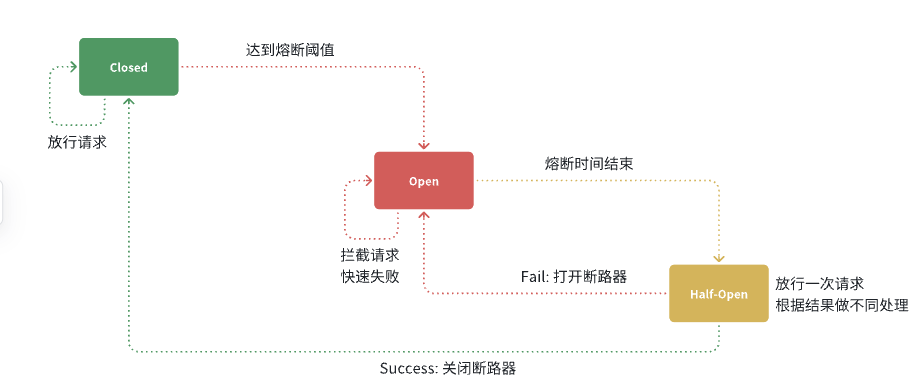 达到熔断阈值
Closed
放行请求
熔断时间结束
Open
拦截请求
快速失败
Fail: 打开断路器
Half-Open
放行一次请求
根据结果做不同处理
Success: 关闭断路器